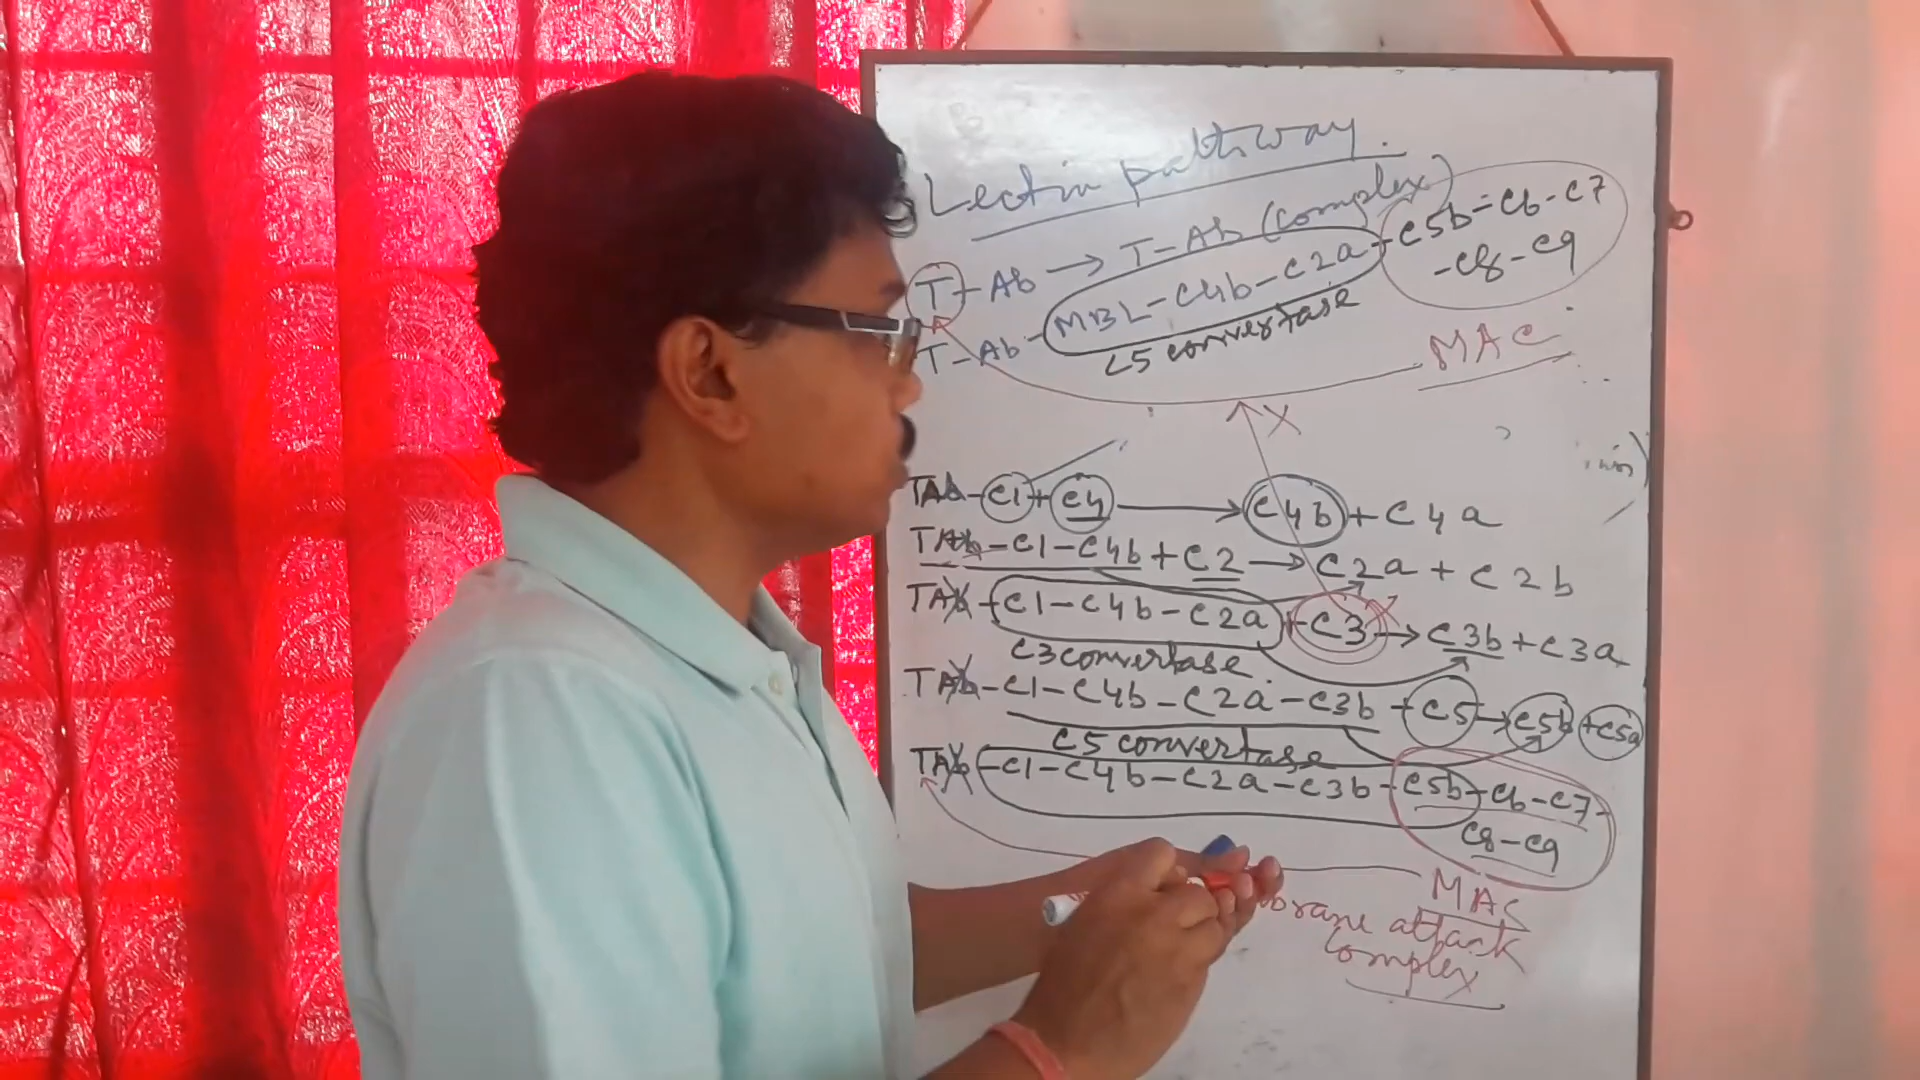 Lectin pathway.
T-Ab → T-Ab (complex)
T-Ab-MBL-C4b-C2a-C5b-C6-C7
-C8-C9
C5 convertase
MAC
X
TAb-C1+C4 → C4b+C4a
TAb-C1-C4b+C2 → C2a+C2b
TAb-C1-C4b-C2a+C3 → C3b+C3a
C3 convertase
TAb-C1-C4b-C2a-C3b+C5 → C5b+C5a
C5 convertase
TAb-C1-C4b-C2a-C3b-C5b-C6-C7-
C8-C9
MAC
brane attack
complex